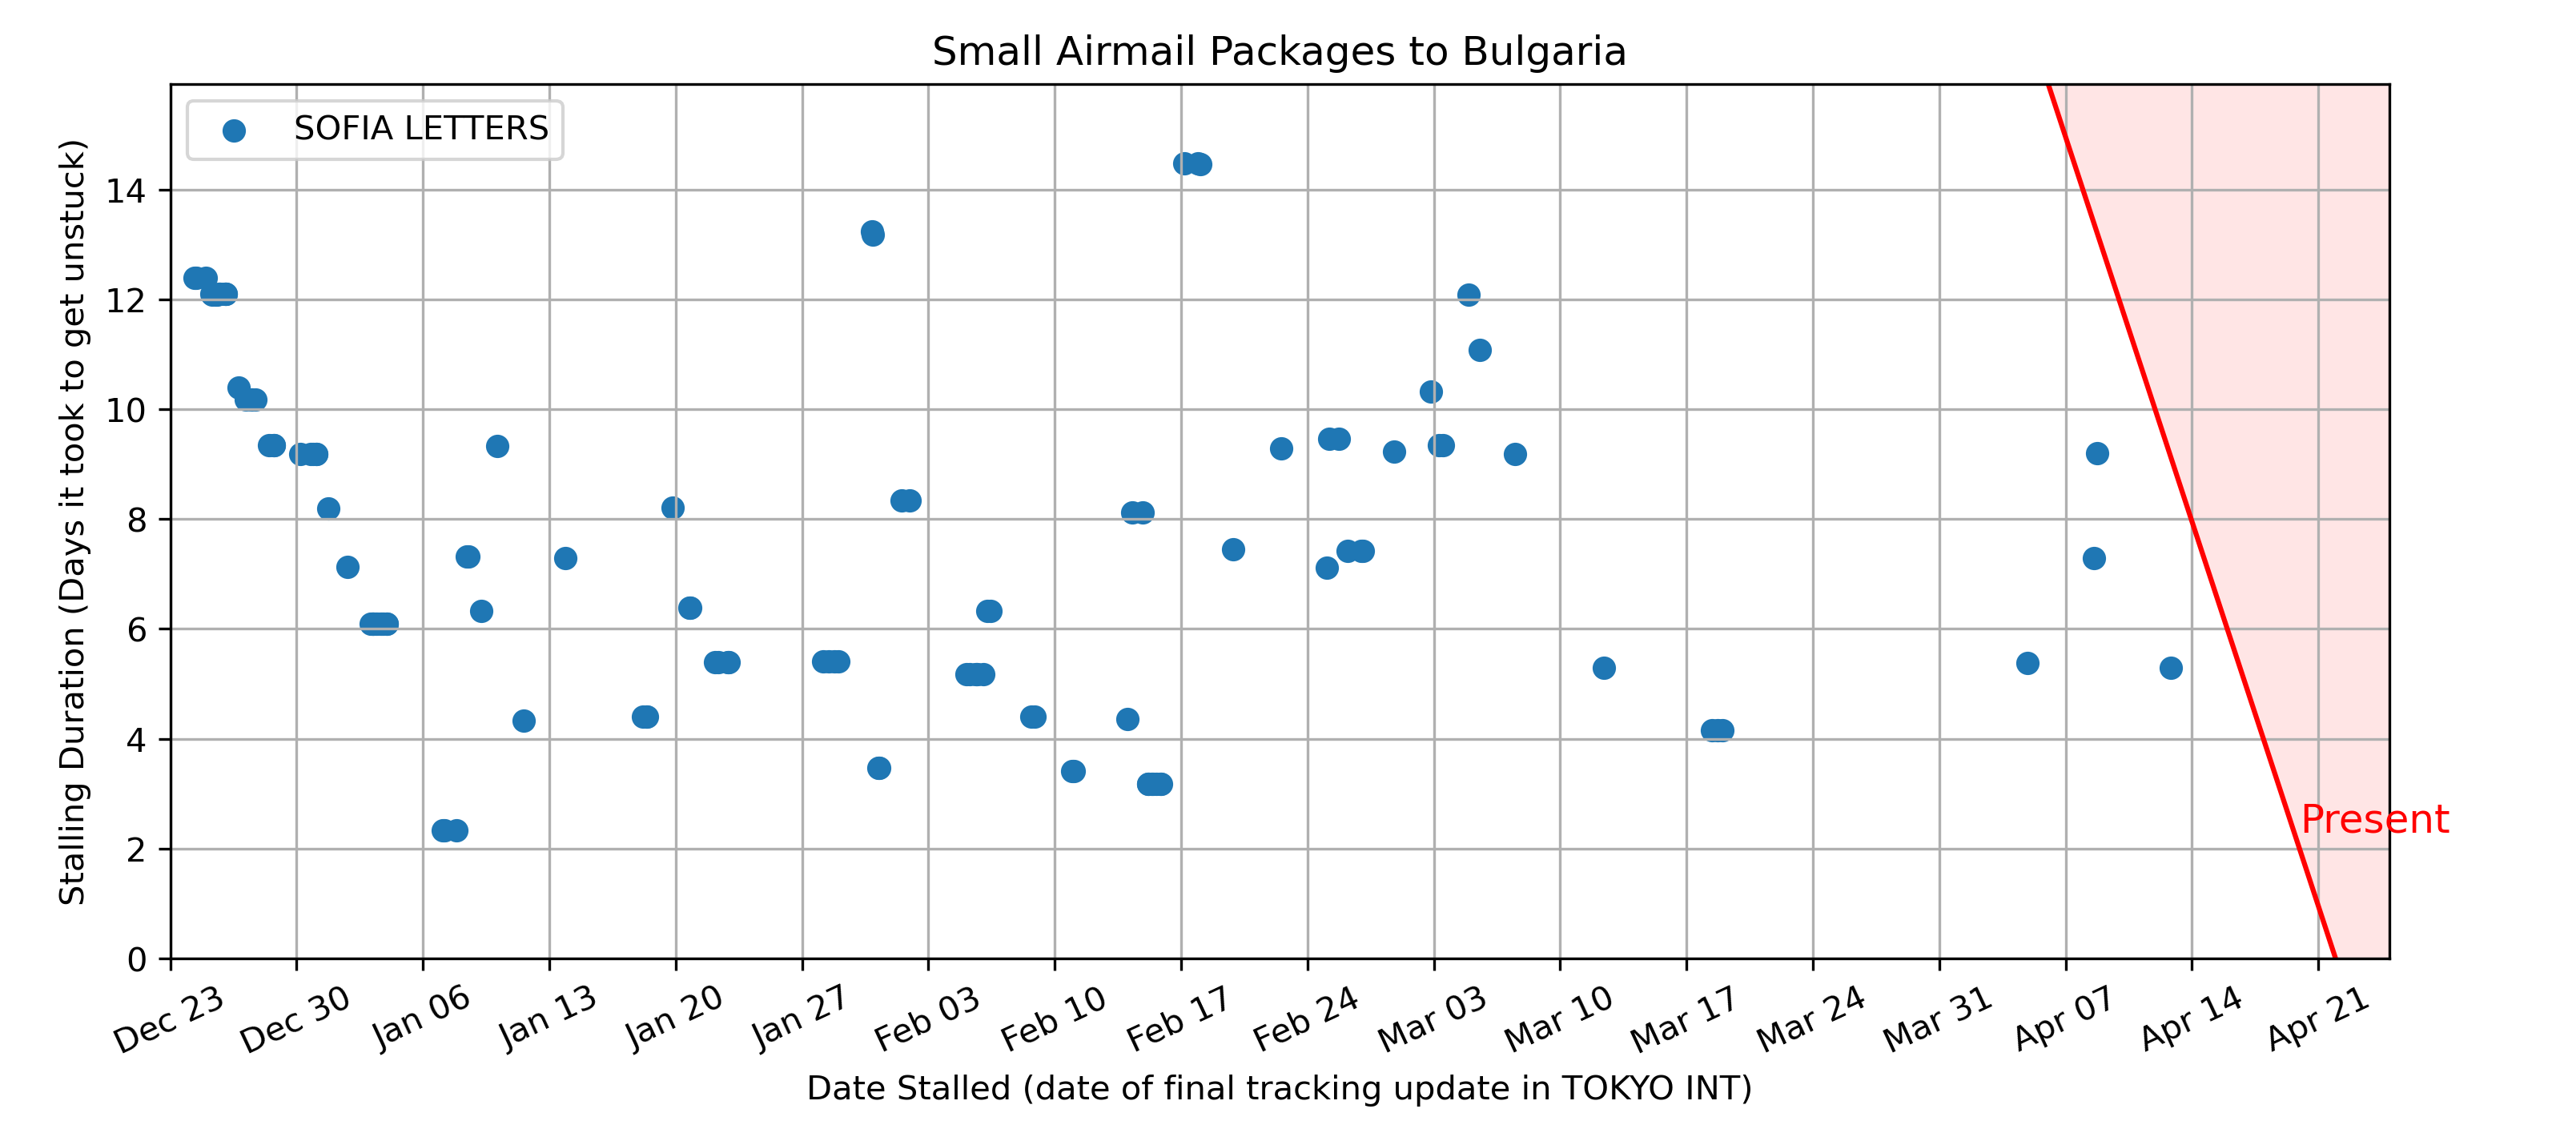 Small Airmail Packages to Bulgaria
SOFIA LETTERS
Stalling Duration (Days it took to get unstuck)
14
12
10
8
6
4
2
0
Present
Dec 23
Dec 30
Jan 06
Jan 13
Jan 20
Jan 27
Feb 03
Feb 10
Feb 17
Feb 24
Mar 03
Mar 10
Mar 17
Mar 24
Mar 31
Apr 07
Apr 14
Apr 21
Date Stalled (date of final tracking update in TOKYO INT)